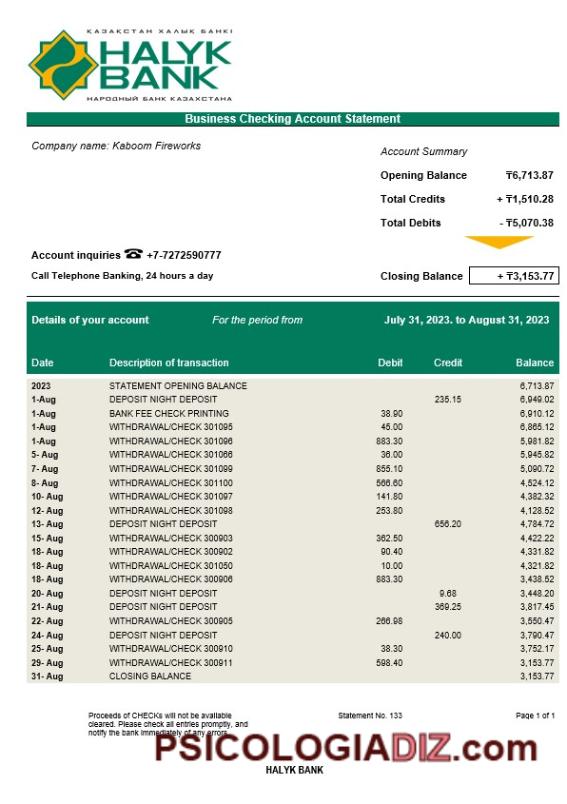 ҚАЗАҚСТАН ХАЛЫҚ БАНКІ
HALYK
BANK
НАРОДНЫЙ БАНК КАЗАХСТАНА
Business Checking Account Statement
Company name: Kaboom Fireworks
Account Summary
Opening Balance ₸6,713.87
Total Credits + ₸1,510.28
Total Debits - ₸5,070.38
Account inquiries ☎ +7-7272590777
Call Telephone Banking, 24 hours a day
Closing Balance + ₸3,153.77
Details of your account For the period from July 31, 2023. to August 31, 2023
Date Description of transaction Debit Credit Balance
2023 STATEMENT OPENING BALANCE 6,713.87
1-Aug DEPOSIT NIGHT DEPOSIT 235.15 6,949.02
1-Aug BANK FEE CHECK PRINTING 38.90 6,910.12
1-Aug WITHDRAWAL/CHECK 301095 45.00 6,865.12
1-Aug WITHDRAWAL/CHECK 301096 883.30 5,981.82
5- Aug WITHDRAWAL/CHECK 301066 36.00 5,945.82
7- Aug WITHDRAWAL/CHECK 301099 855.10 5,090.72
8- Aug WITHDRAWAL/CHECK 301100 566.60 4,524.12
10- Aug WITHDRAWAL/CHECK 301097 141.80 4,382.32
12- Aug WITHDRAWAL/CHECK 301098 253.80 4,128.52
13- Aug DEPOSIT NIGHT DEPOSIT 656.20 4,784.72
15- Aug WITHDRAWAL/CHECK 300903 362.50 4,422.22
18- Aug WITHDRAWAL/CHECK 300902 90.40 4,331.82
18- Aug WITHDRAWAL/CHECK 301050 10.00 4,321.82
18- Aug WITHDRAWAL/CHECK 300906 883.30 3,438.52
20- Aug DEPOSIT NIGHT DEPOSIT 9.68 3,448.20
21- Aug DEPOSIT NIGHT DEPOSIT 369.25 3,817.45
22- Aug WITHDRAWAL/CHECK 300905 266.98 3,550.47
24- Aug DEPOSIT NIGHT DEPOSIT 240.00 3,790.47
25- Aug WITHDRAWAL/CHECK 300910 38.30 3,752.17
29- Aug WITHDRAWAL/CHECK 300911 598.40 3,153.77
31- Aug CLOSING BALANCE 3,153.77
Proceeds of CHECKs will not be available Statement No. 133 Page 1 of 1
cleared. Please check all entries promptly, and
notify the bank immediately of any errors.
PSICOLOGIADIZ.com
HALYK BANK